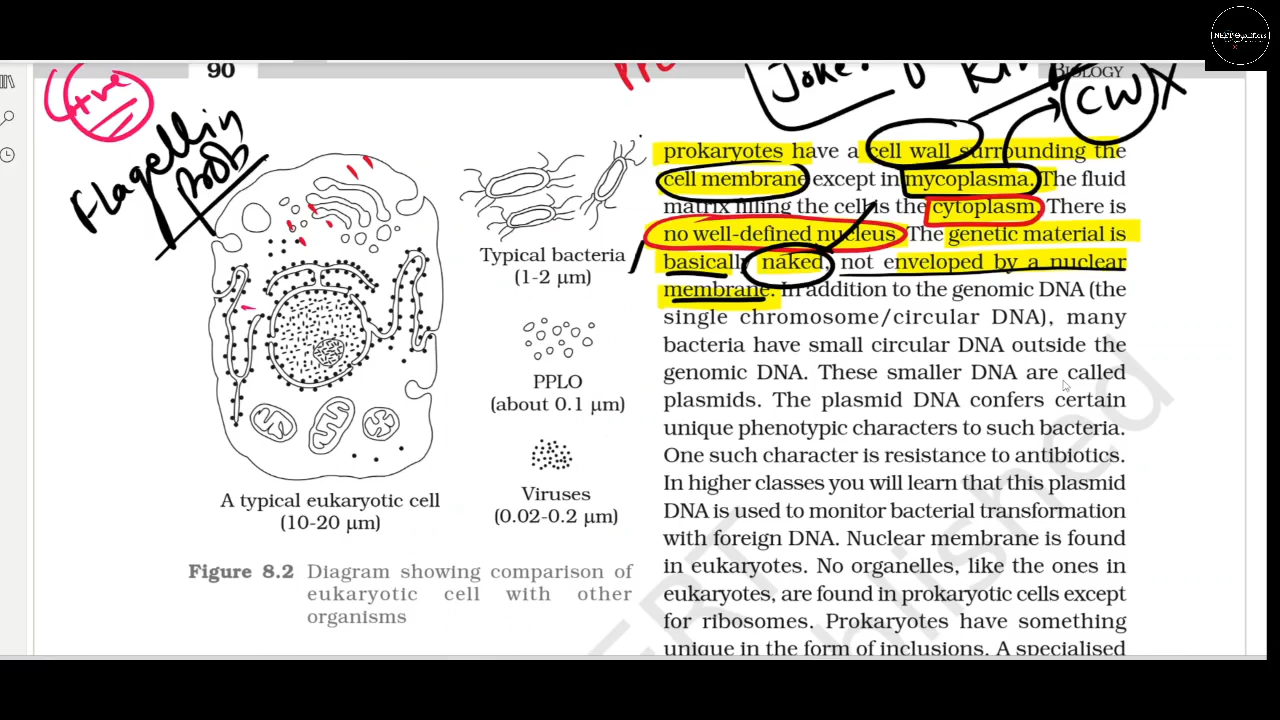 90
BIOLOGY
CW X
+ve
Flagellin
prob
prokaryotes have a cell wall surrounding the
cell membrane except in mycoplasma. The fluid
matrix filling the cell is the cytoplasm. There is
no well-defined nucleus. The genetic material is
basically naked, not enveloped by a nuclear
membrane. In addition to the genomic DNA (the
single chromosome/circular DNA), many
bacteria have small circular DNA outside the
genomic DNA. These smaller DNA are called
plasmids. The plasmid DNA confers certain
unique phenotypic characters to such bacteria.
One such character is resistance to antibiotics.
In higher classes you will learn that this plasmid
DNA is used to monitor bacterial transformation
with foreign DNA. Nuclear membrane is found
in eukaryotes. No organelles, like the ones in
eukaryotes, are found in prokaryotic cells except
for ribosomes. Prokaryotes have something
unique in the form of inclusions. A specialised
Typical bacteria
(1-2 μm)
PPLO
(about 0.1 μm)
Viruses
(0.02-0.2 μm)
A typical eukaryotic cell
(10-20 μm)
Figure 8.2 Diagram showing comparison of
eukaryotic cell with other
organisms